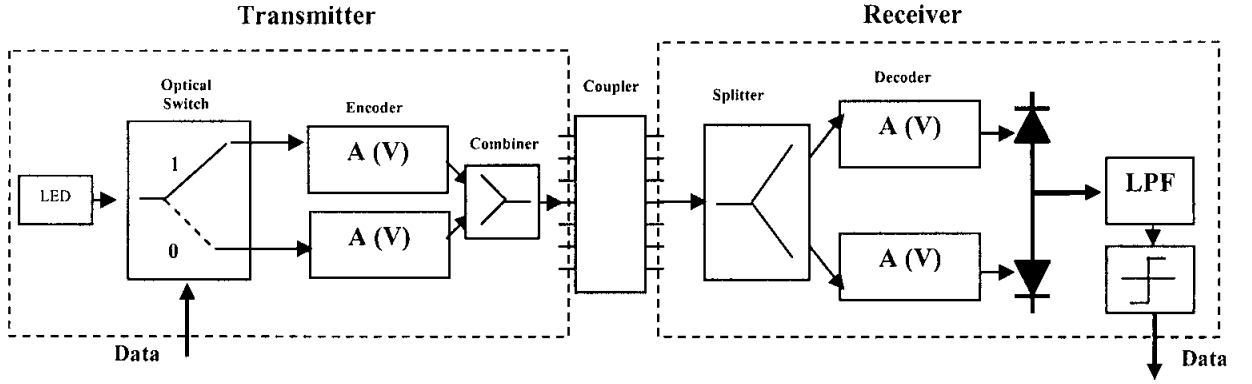 Transmitter
Receiver
Optical
Switch
Encoder
Combiner
Coupler
Splitter
Decoder
LED
1
0
A (V)
A (V)
A (V)
A (V)
LPF
Data
Data